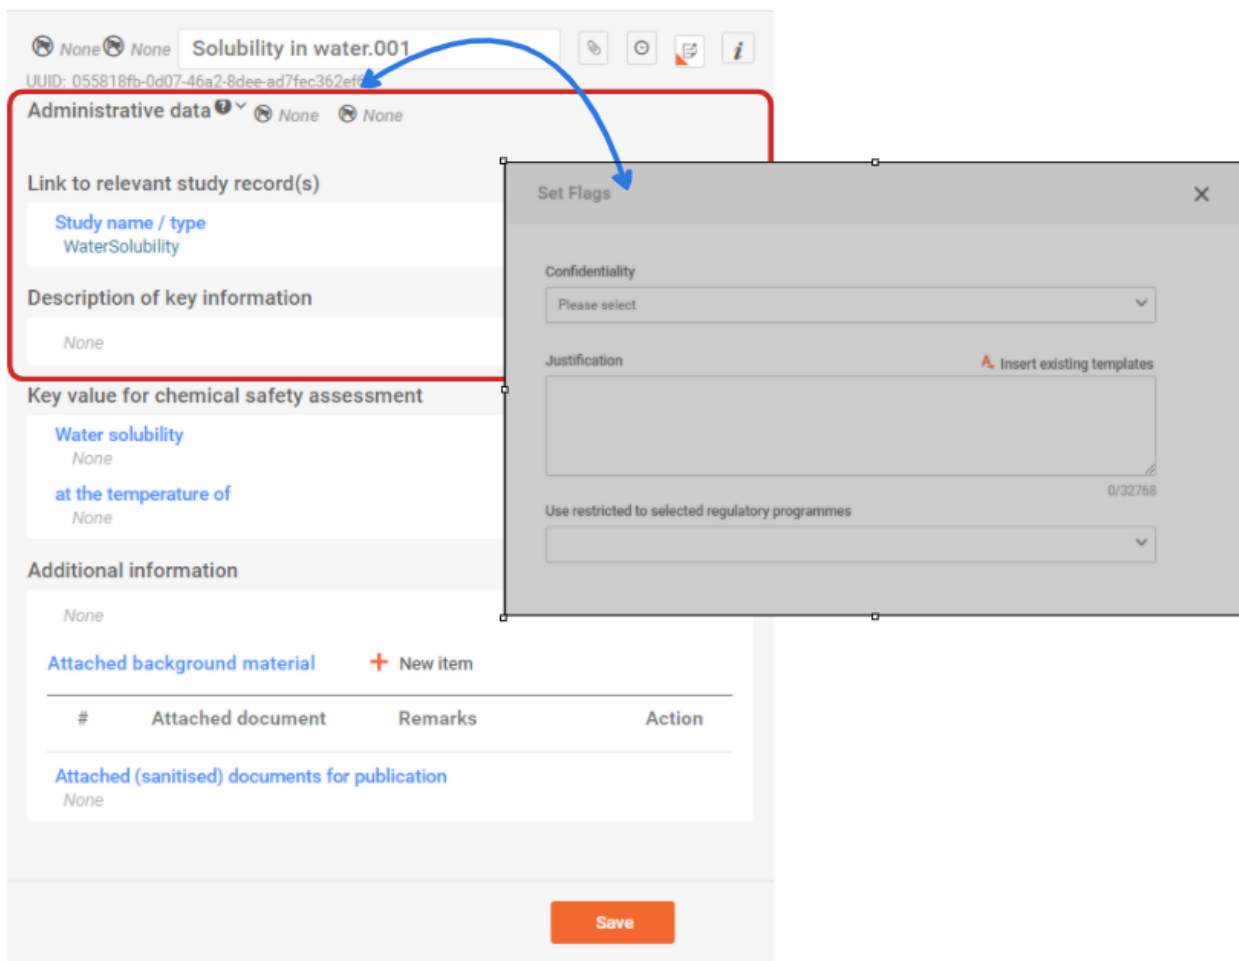 None None Solubility in water.001
UUID: 055818fb-0d07-46a2-8dee-ad7fec362ef
Administrative data None None
Link to relevant study record(s)
Study name / type
WaterSolubility
Description of key information
None
Key value for chemical safety assessment
Water solubility
None
at the temperature of
None
Additional information
None
Attached background material + New item
# Attached document Remarks Action
Attached (sanitised) documents for publication
None
Save
Set Flags
Confidentiality
Please select
Justification
Insert existing templates
0/32768
Use restricted to selected regulatory programmes